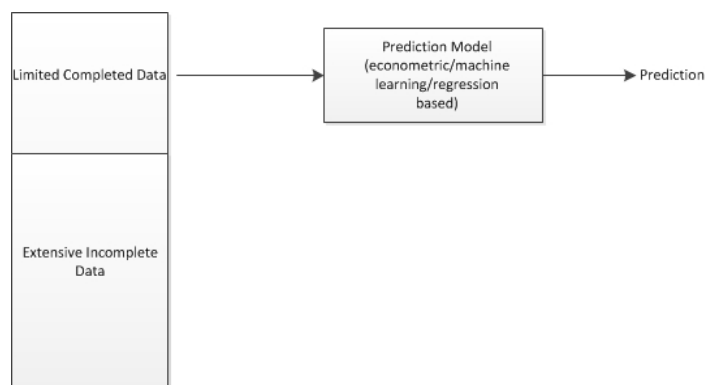 Limited Completed Data
Prediction Model
(econometric/machine
learning/regression
based)
Prediction
Extensive Incomplete
Data